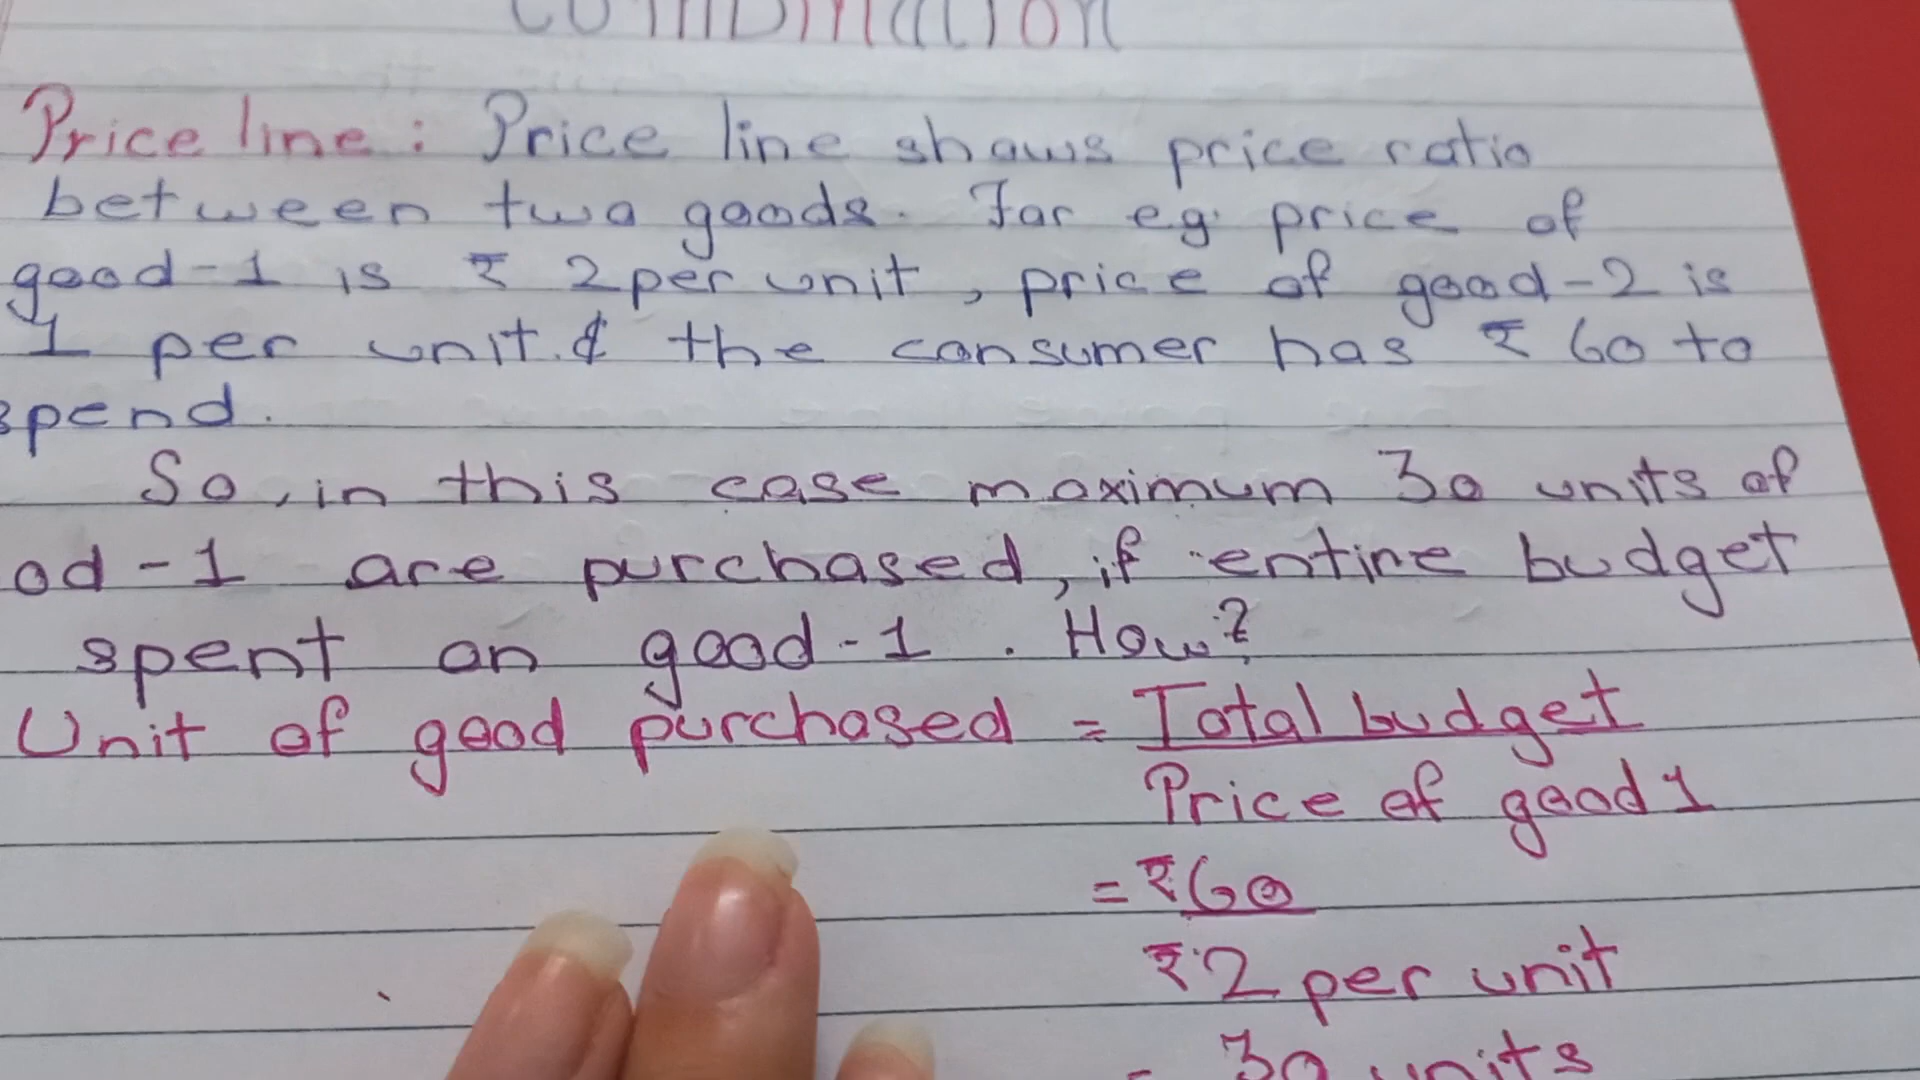 combination
Price line : Price line shows price ratio
between two goods. For eg. price of
good-1 is ₹ 2 per unit, price of good-2 is
1 per unit. & the consumer has ₹ 60 to
spend.
So, in this case maximum 30 units of
od-1 are purchased, if entire budget
spent on good-1. How?
Unit of good purchased = Total budget
Price of good 1
= ₹60
₹2 per unit
= 30 units